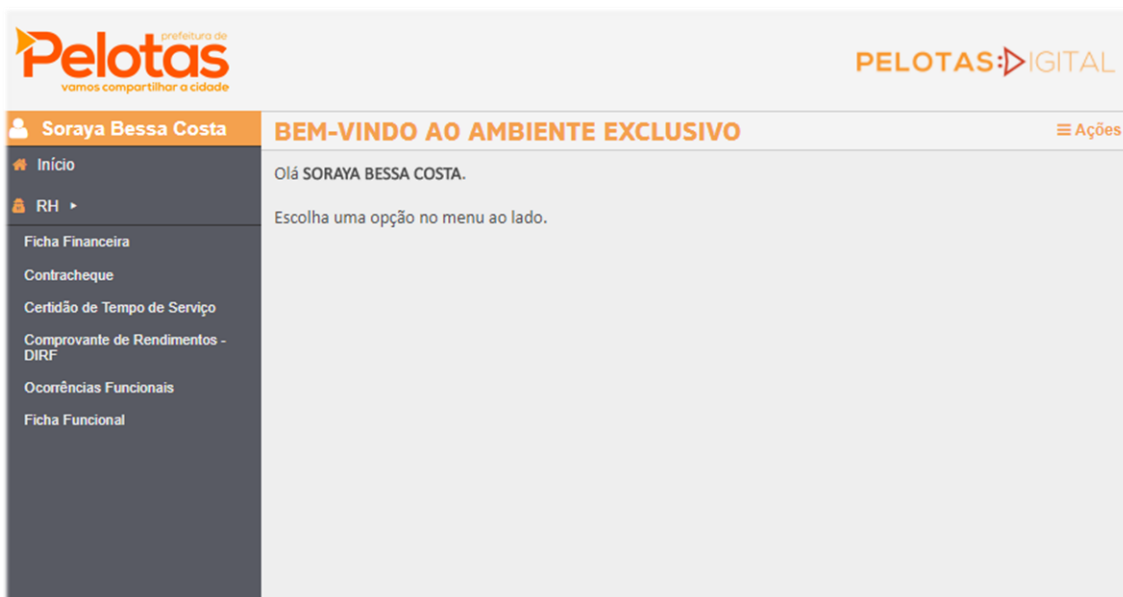 prefeitura de
Pelotas
vamos compartilhar a cidade
PELOTAS:DIGITAL
Soraya Bessa Costa
BEM-VINDO AO AMBIENTE EXCLUSIVO
Ações
Início
Olá SORAYA BESSA COSTA.
RH
Escolha uma opção no menu ao lado.
Ficha Financeira
Contracheque
Certidão de Tempo de Serviço
Comprovante de Rendimentos -
DIRF
Ocorrências Funcionais
Ficha Funcional